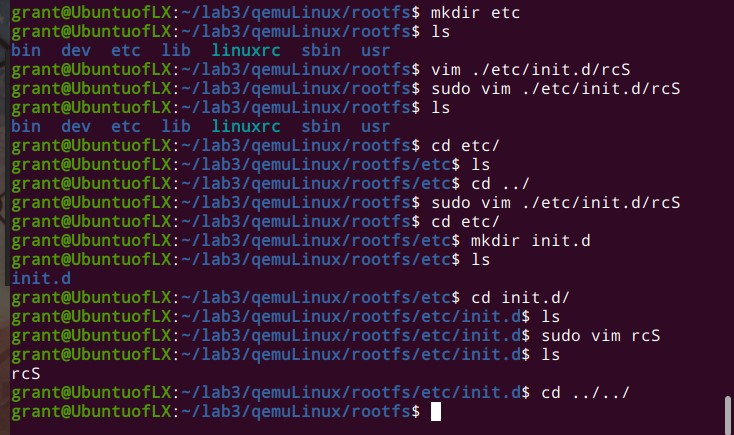 grant@UbuntuofLX:~/lab3/qemuLinux/rootfs$ mkdir etc
grant@UbuntuofLX:~/lab3/qemuLinux/rootfs$ ls
bin dev etc lib linuxrc sbin usr
grant@UbuntuofLX:~/lab3/qemuLinux/rootfs$ vim ./etc/init.d/rcS
grant@UbuntuofLX:~/lab3/qemuLinux/rootfs$ sudo vim ./etc/init.d/rcS
grant@UbuntuofLX:~/lab3/qemuLinux/rootfs$ ls
bin dev etc lib linuxrc sbin usr
grant@UbuntuofLX:~/lab3/qemuLinux/rootfs$ cd etc/
grant@UbuntuofLX:~/lab3/qemuLinux/rootfs/etc$ ls
grant@UbuntuofLX:~/lab3/qemuLinux/rootfs/etc$ cd ../
grant@UbuntuofLX:~/lab3/qemuLinux/rootfs$ sudo vim ./etc/init.d/rcS
grant@UbuntuofLX:~/lab3/qemuLinux/rootfs$ cd etc/
grant@UbuntuofLX:~/lab3/qemuLinux/rootfs/etc$ mkdir init.d
grant@UbuntuofLX:~/lab3/qemuLinux/rootfs/etc$ ls
init.d
grant@UbuntuofLX:~/lab3/qemuLinux/rootfs/etc$ cd init.d/
grant@UbuntuofLX:~/lab3/qemuLinux/rootfs/etc/init.d$ ls
grant@UbuntuofLX:~/lab3/qemuLinux/rootfs/etc/init.d$ sudo vim rcS
grant@UbuntuofLX:~/lab3/qemuLinux/rootfs/etc/init.d$ ls
rcS
grant@UbuntuofLX:~/lab3/qemuLinux/rootfs/etc/init.d$ cd ../../
grant@UbuntuofLX:~/lab3/qemuLinux/rootfs$